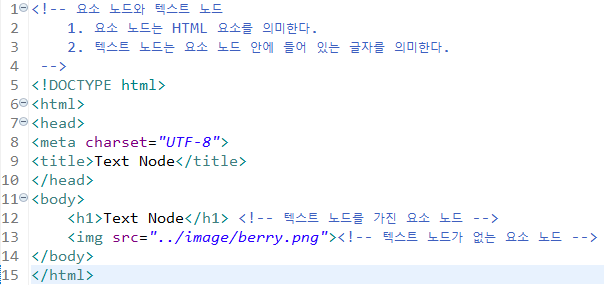 1 <!-- 요소 노드와 텍스트 노드
2 1. 요소 노드는 HTML 요소를 의미한다.
3 2. 텍스트 노드는 요소 노드 안에 들어 있는 글자를 의미한다.
4 -->
5 <!DOCTYPE html>
6 <html>
7 <head>
8 <meta charset="UTF-8">
9 <title>Text Node</title>
10 </head>
11 <body>
12 <h1>Text Node</h1> <!-- 텍스트 노드를 가진 요소 노드 -->
13 <img src="../image/berry.png"><!-- 텍스트 노드가 없는 요소 노드 -->
14 </body>
15 </html>